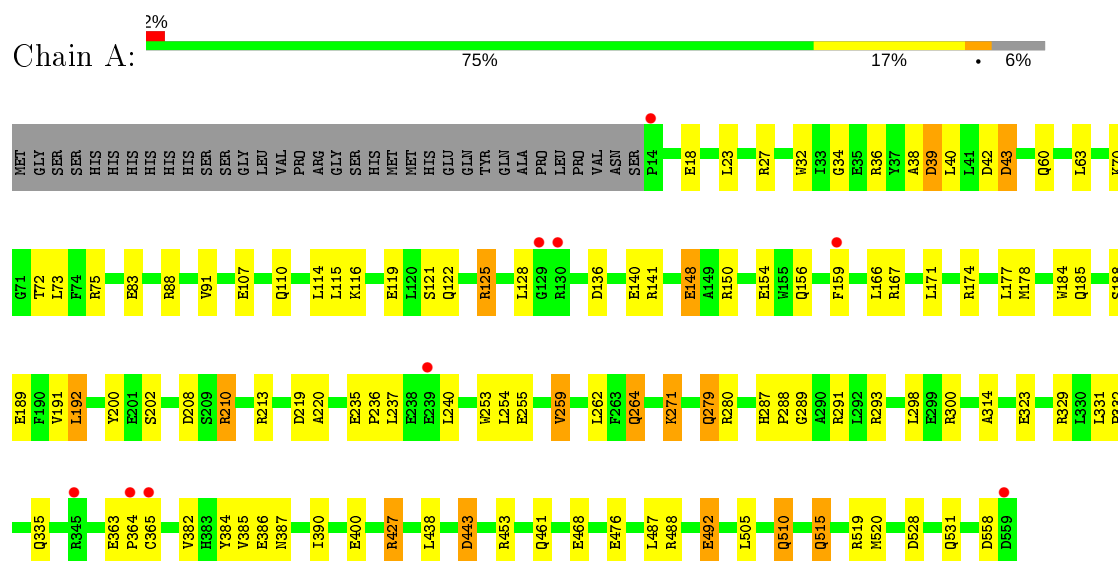 2%
Chain A:
75% 17% • 6%
MET GLY SER SER HIS HIS HIS HIS HIS HIS SER SER GLY LEU VAL PRO ARG GLY SER HIS MET MET HIS GLU GLN TYR GLN ALA PRO LEU PRO VAL ASN SER P14 E18 L23 R27 W32 I33 G34 E35 R36 Y37 A38 D39 L40 L41 D42 D43 Q60 L63 K70
G71 T72 L73 F74 R75 E83 R88 V91 E107 Q110 L114 L115 K116 E119 L120 S121 Q122 R125 L128 G129 R130 D136 E140 R141 E148 A149 R150 E154 W155 Q156 F159 L166 R167 L171 R174 L177 M178 W184 Q185 S188
E189 F190 V191 L192 Y200 E201 S202 D208 S209 R210 R213 D219 A220 E235 P236 L237 E238 E239 L240 W253 L254 E255 V259 L262 F263 Q264 K271 Q279 R280 H287 P288 G289 A290 R291 L292 R293 L298 E299 R300 A314 E323 R329 L330 L331
Q335 R345 E363 P364 C365 V382 H383 Y384 V385 E386 N387 I390 E400 R427 L438 D443 R453 Q461 E468 E476 L487 R488 E492 L505 Q510 Q515 R519 M520 D528 Q531 D558 D559